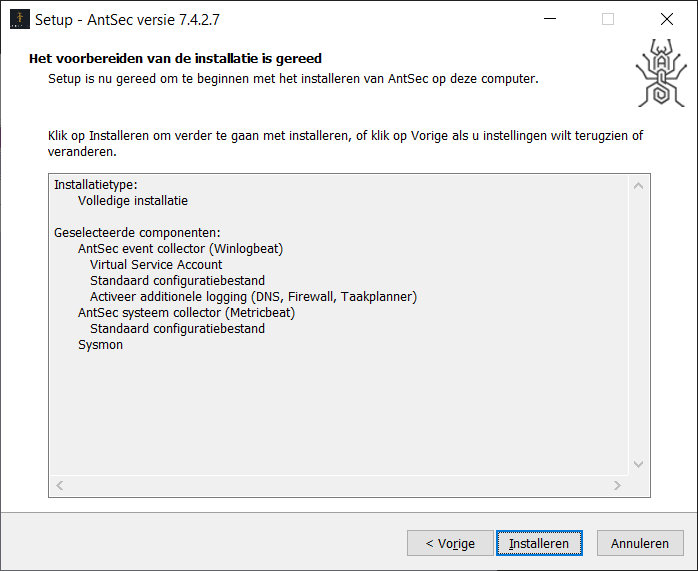 Setup - AntSec versie 7.4.2.7
Het voorbereiden van de installatie is gereed
Setup is nu gereed om te beginnen met het installeren van AntSec op deze computer.
Klik op Installeren om verder te gaan met installeren, of klik op Vorige als u instellingen wilt terugzien of
veranderen.
Installatietype:
Volledige installatie
Geselecteerde componenten:
AntSec event collector (Winlogbeat)
Virtual Service Account
Standaard configuratiebestand
Activeer additionele logging (DNS, Firewall, Taakplanner)
AntSec systeem collector (Metricbeat)
Standaard configuratiebestand
Sysmon
< Vorige
Installeren
Annuleren